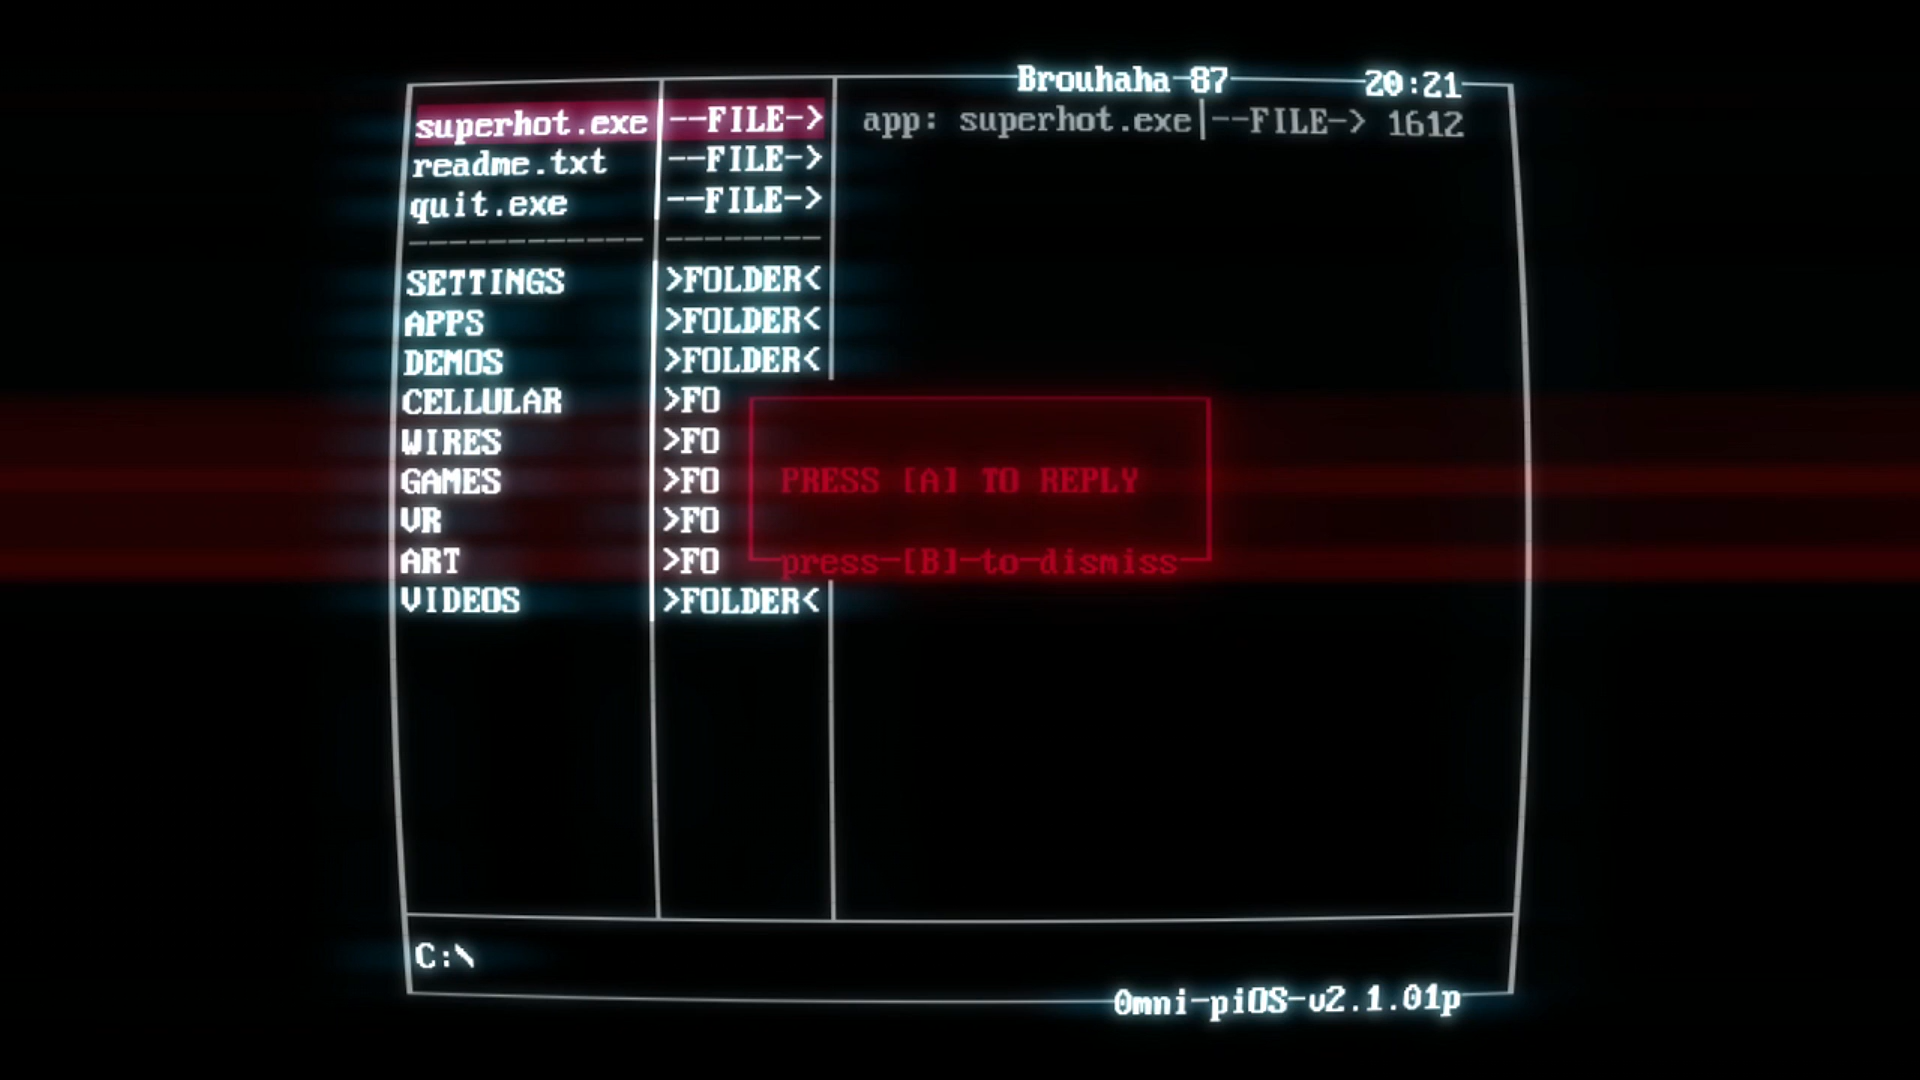 Brouhaha 87 20:21
superhot.exe --FILE-> app: superhot.exe|--FILE-> 1612
readme.txt --FILE->
quit.exe --FILE->
------------ --------
SETTINGS >FOLDER<
APPS >FOLDER<
DEMOS >FOLDER<
CELLULAR >FO
WIRES >FO
GAMES >FO PRESS [A] TO REPLY
VR >FO
ART >FO press-[B]-to-dismiss
VIDEOS >FOLDER<
C:\
Omni-piOS-v2.1.01p